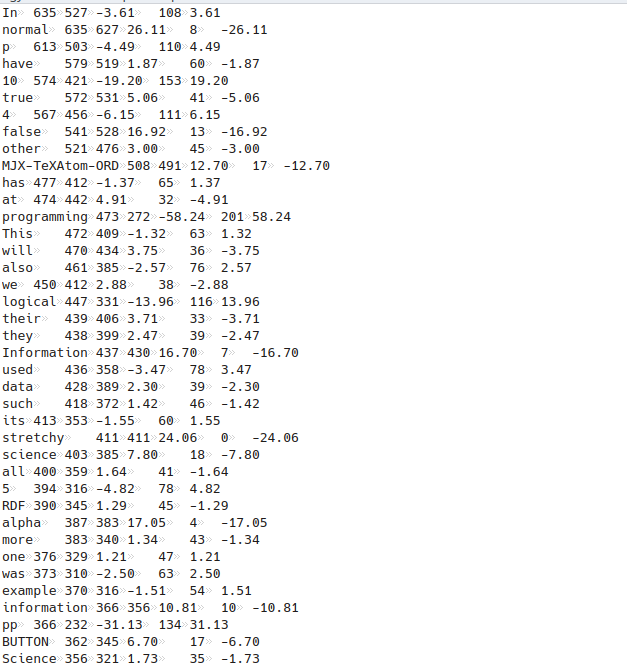 In 635 527 -3.61 108 3.61
normal 635 627 26.11 8 -26.11
p 613 503 -4.49 110 4.49
have 579 519 1.87 60 -1.87
10 574 421 -19.20 153 19.20
true 572 531 5.06 41 -5.06
4 567 456 -6.15 111 6.15
false 541 528 16.92 13 -16.92
other 521 476 3.00 45 -3.00
MJX-TeXAtom-ORD 508 491 12.70 17 -12.70
has 477 412 -1.37 65 1.37
at 474 442 4.91 32 -4.91
programming 473 272 -58.24 201 58.24
This 472 409 -1.32 63 1.32
will 470 434 3.75 36 -3.75
also 461 385 -2.57 76 2.57
we 450 412 2.88 38 -2.88
logical 447 331 -13.96 116 13.96
their 439 406 3.71 33 -3.71
they 438 399 2.47 39 -2.47
Information 437 430 16.70 7 -16.70
used 436 358 -3.47 78 3.47
data 428 389 2.30 39 -2.30
such 418 372 1.42 46 -1.42
its 413 353 -1.55 60 1.55
stretchy 411 411 24.06 0 -24.06
science 403 385 7.80 18 -7.80
all 400 359 1.64 41 -1.64
5 394 316 -4.82 78 4.82
RDF 390 345 1.29 45 -1.29
alpha 387 383 17.05 4 -17.05
more 383 340 1.34 43 -1.34
one 376 329 1.21 47 1.21
was 373 310 -2.50 63 2.50
example 370 316 -1.51 54 1.51
information 366 356 10.81 10 -10.81
pp 366 232 -31.13 134 31.13
BUTTON 362 345 6.70 17 -6.70
Science 356 321 1.73 35 -1.73